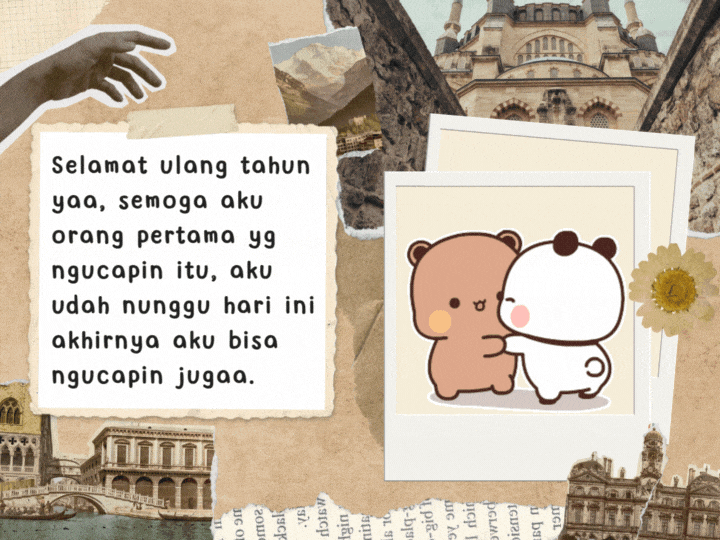 Selamat ulang tahun
yaa, semoga aku
orang pertama yg
ngucapin itu, aku
udah nunggu hari ini
akhirnya aku bisa
ngucapin jugaa.